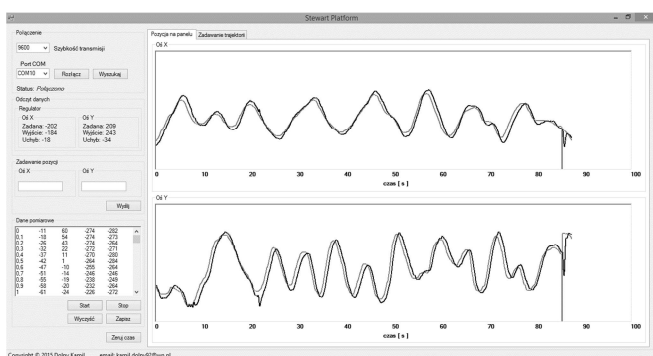 Stewart Platform
Połączenie
9600 Szybkość transmisji
Port COM
COM10 Rozłącz Wyszukaj
Status: Połączono
Odczyt danych
Regulator
Oś X Oś Y
Zadana: -202 Zadana: 209
Wyjście: -184 Wyjście: 243
Uchyb: -18 Uchyb: -34
Zadawanie pozycji
Oś X Oś Y
Wyślij
Dane pomiarowe
0 -11 60 -274 -282
0,1 -18 54 -274 -273
0,2 -26 43 -274 -264
0,3 -32 22 -272 -271
0,4 -37 11 -270 -280
0,5 -42 1 -264 -284
0,6 -47 -10 -255 -264
0,7 -51 -14 -246 -246
0,8 -55 -19 -238 -249
0,9 -58 -20 -232 -264
1 -61 -24 -226 -272
Start Stop
Wyczyść Zapisz
Zeruj czas
Pozycja na panelu Zadawanie trajektorii
Oś X
0 10 20 30 40 50 60 70 80 90 100
czas [ s ]
Oś Y
0 10 20 30 40 50 60 70 80 90 100
czas [ s ]
Copyright © 2015 Dolny Kamil email: kamil.dolny92@wp.pl